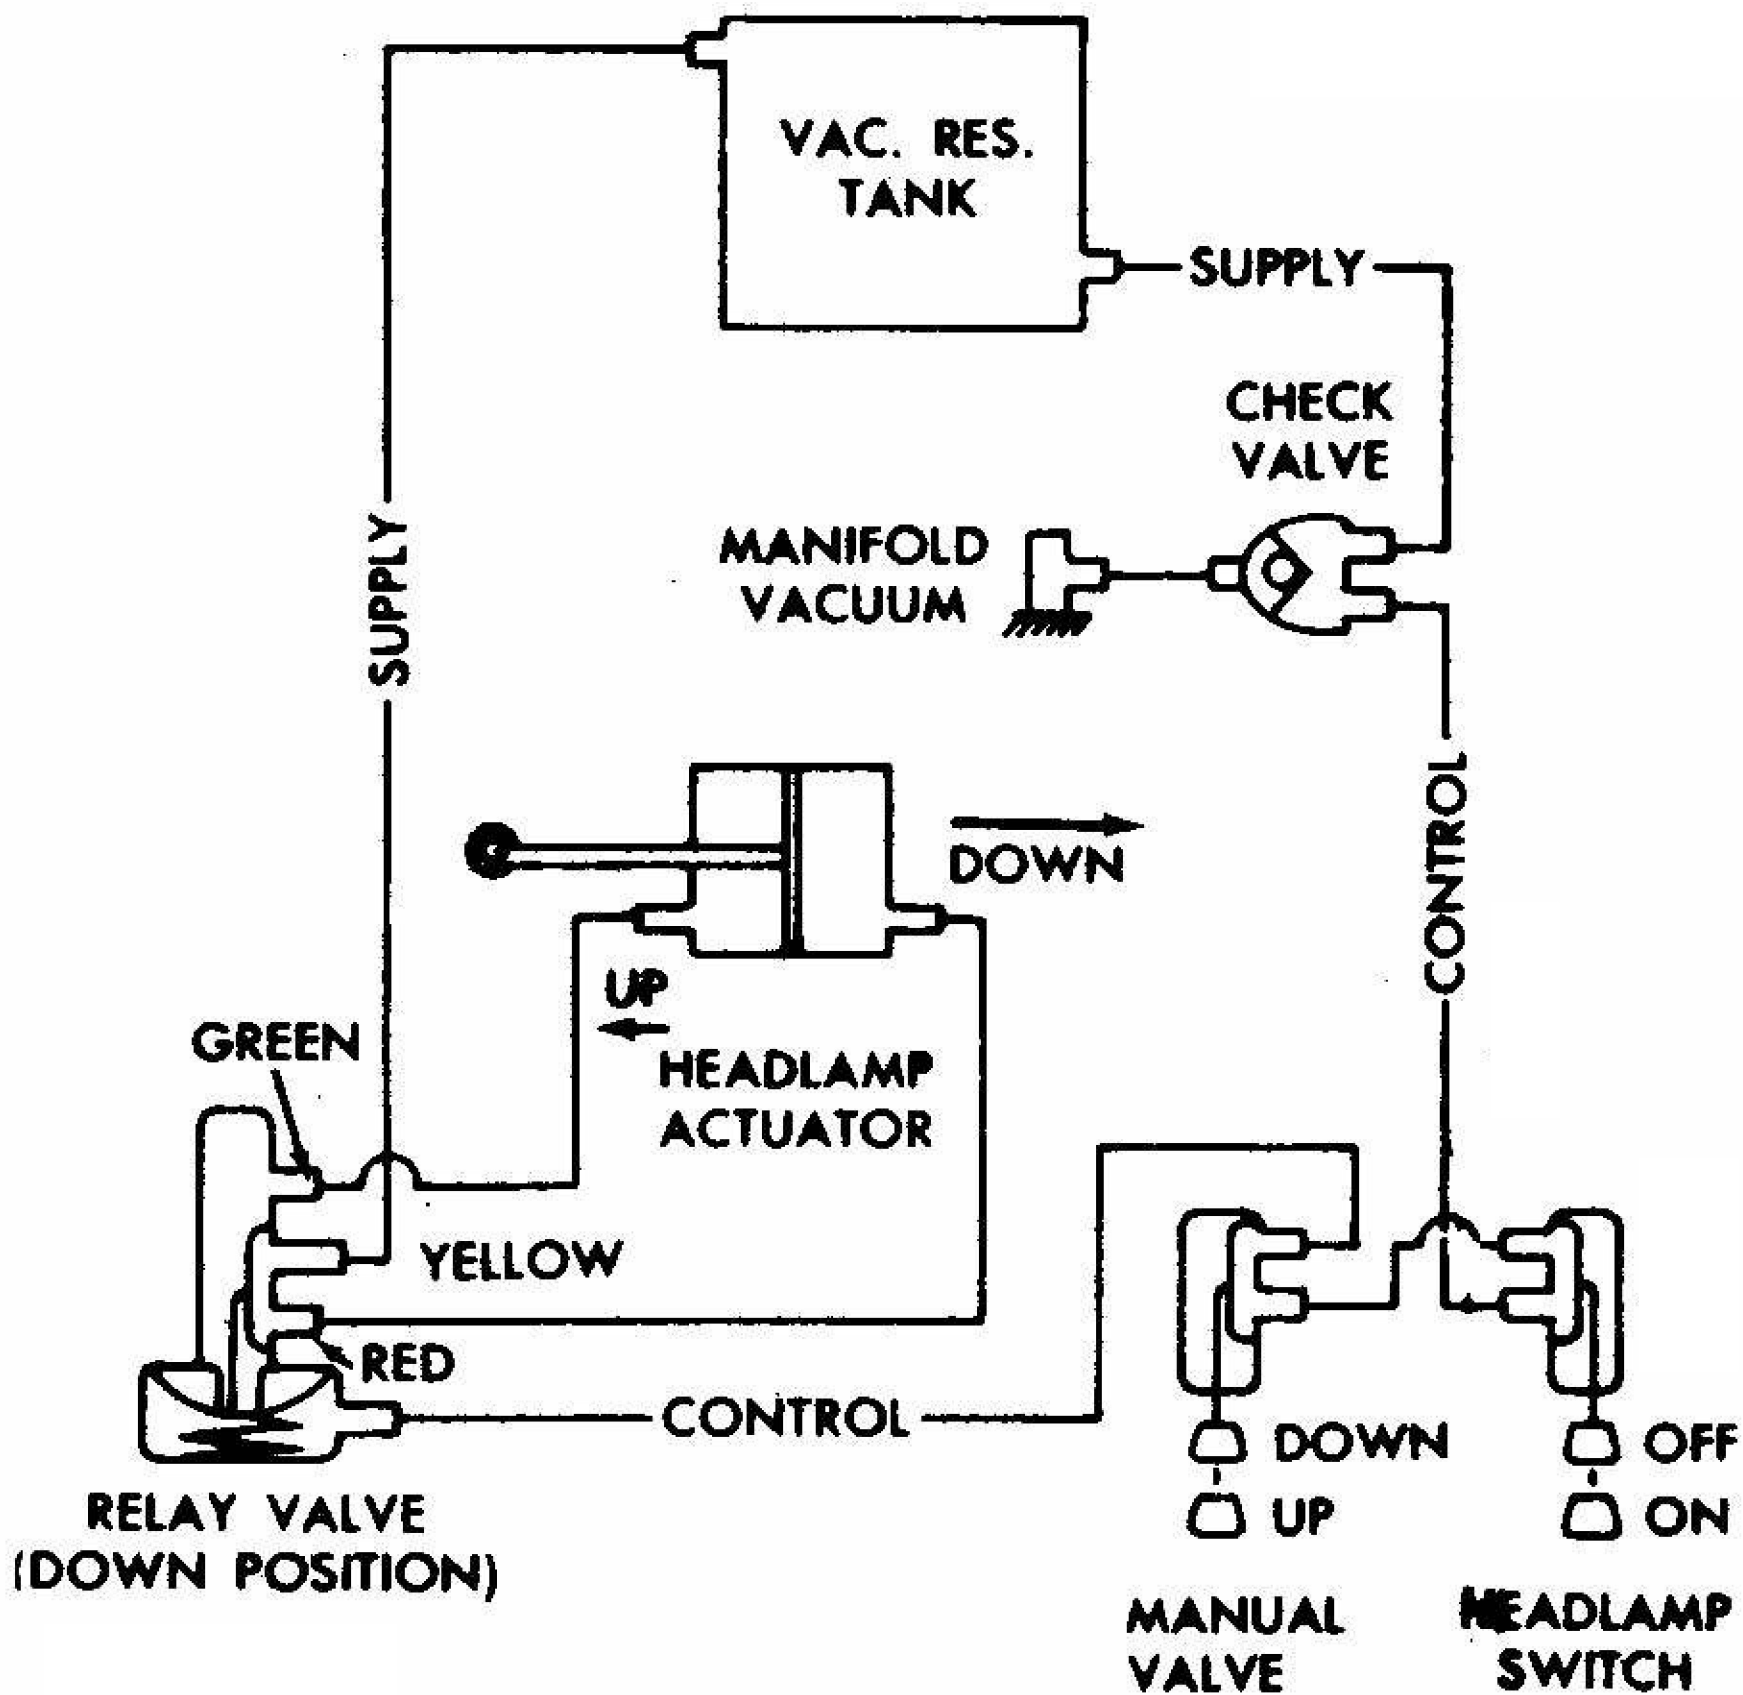 VAC. RES.
TANK
SUPPLY
CHECK
VALVE
MANIFOLD
VACUUM
SUPPLY
CONTROL
DOWN
UP
HEADLAMP
ACTUATOR
GREEN
YELLOW
RED
CONTROL
RELAY VALVE
(DOWN POSITION)
DOWN
UP
MANUAL
VALVE
OFF
ON
HEADLAMP
SWITCH